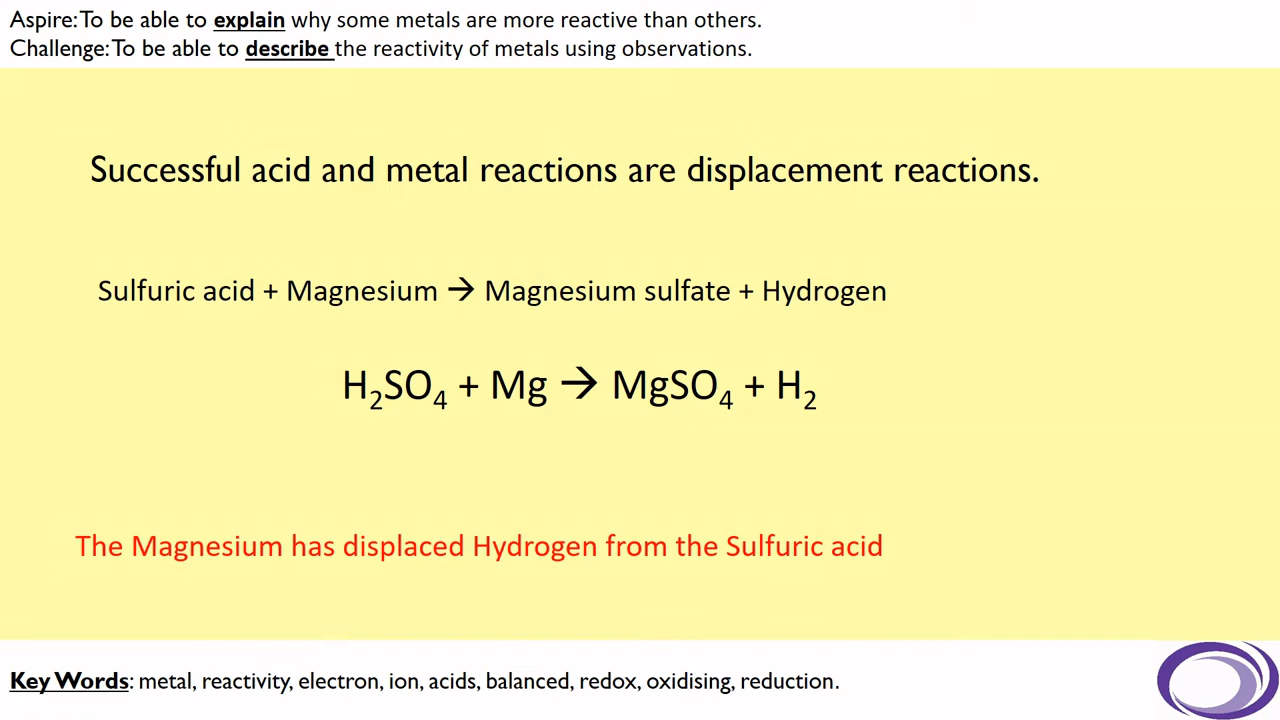 Aspire: To be able to explain why some metals are more reactive than others.
Challenge: To be able to describe the reactivity of metals using observations.
Successful acid and metal reactions are displacement reactions.
Sulfuric acid + Magnesium → Magnesium sulfate + Hydrogen
H₂SO₄ + Mg → MgSO₄ + H₂
The Magnesium has displaced Hydrogen from the Sulfuric acid
Key Words: metal, reactivity, electron, ion, acids, balanced, redox, oxidising, reduction.